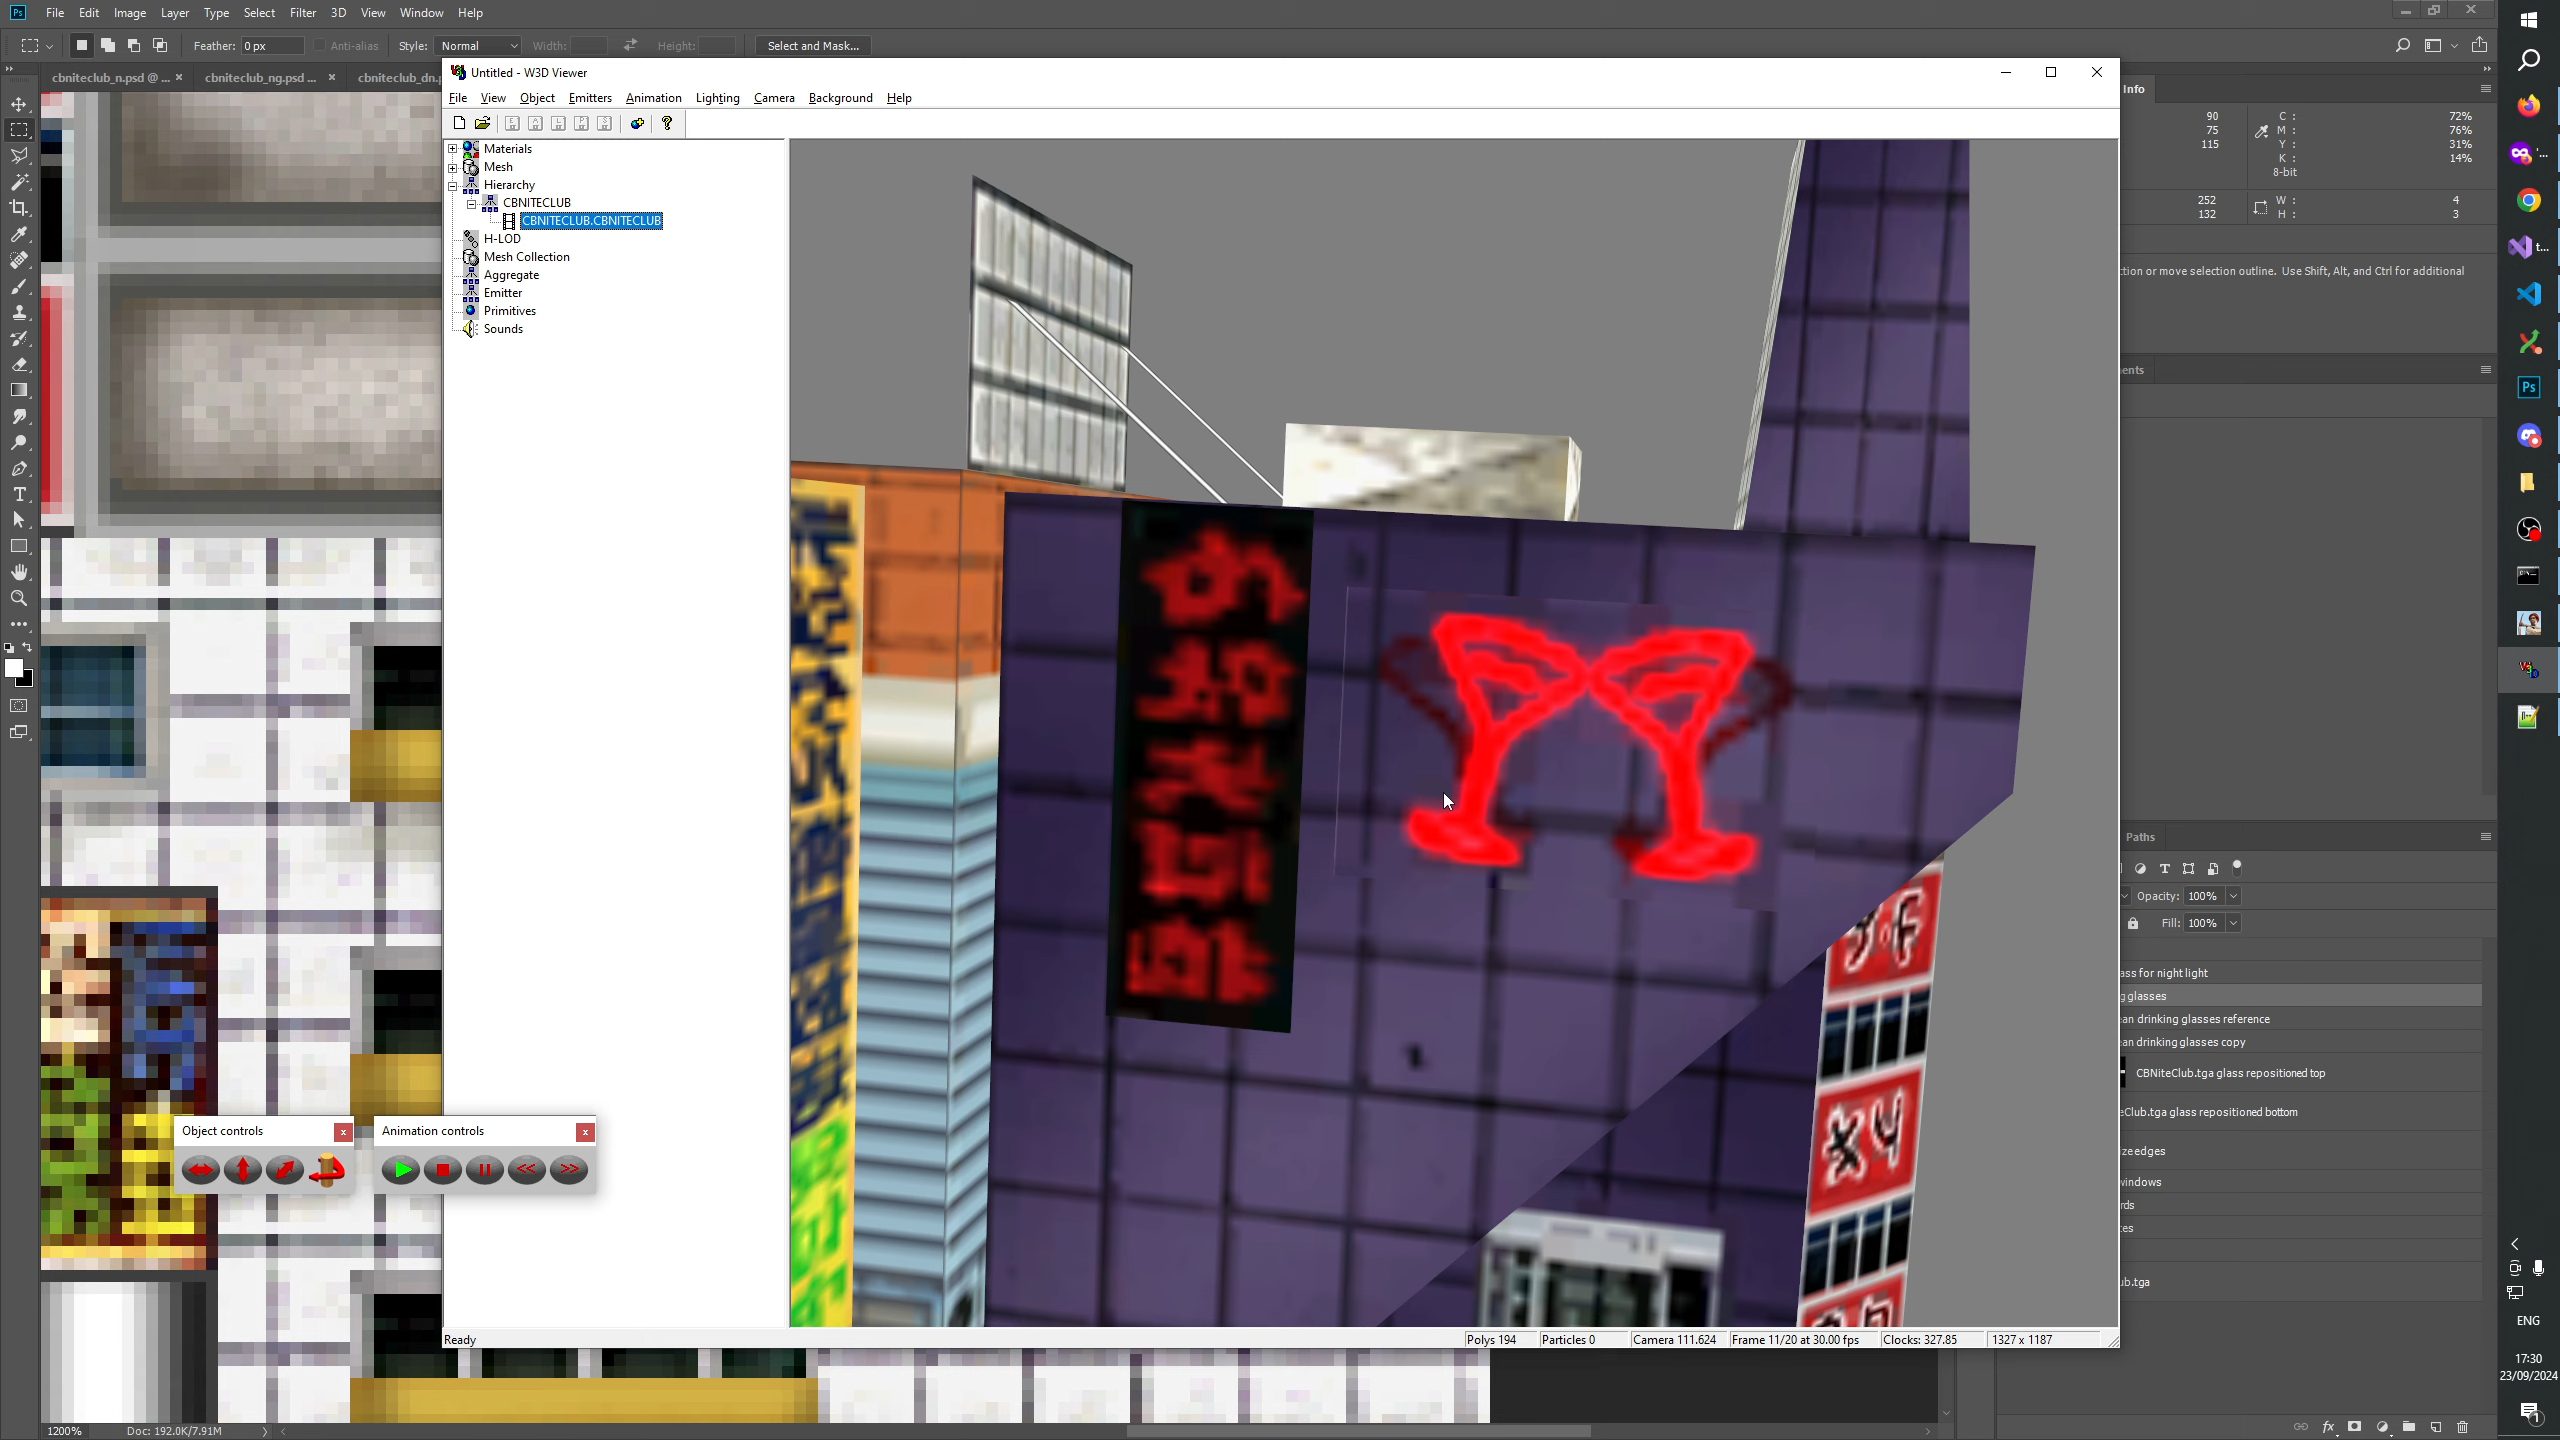 File Edit Image Layer Type Select Filter 3D View Window Help
Feather: 0 px Anti-alias Style: Normal Width: Height: Select and Mask...
cbniteclub_n.psd @ ... × cbniteclub_ng.psd ... × cbniteclub_dn.p
Untitled - W3D Viewer
File View Object Emitters Animation Lighting Camera Background Help
Materials
Mesh
Hierarchy
CBNITECLUB
CBNITECLUB.CBNITECLUB
H-LOD
Mesh Collection
Aggregate
Emitter
Primitives
Sounds
Object controls
Animation controls
Ready
Polys 194 Particles 0 Camera 111.624 Frame 11/20 at 30.00 fps Clocks: 327.85 1327 x 1187
1200% Doc: 192.0K/7.91M
Info
90 C : 72%
75 M : 76%
115 Y : 31%
K : 14%
8-bit
252 W : 4
132 H : 3
tion or move selection outline. Use Shift, Alt, and Ctrl for additional
ents
Paths
Opacity: 100%
Fill: 100%
ass for night light
g glasses
an drinking glasses reference
an drinking glasses copy
CBNiteClub.tga glass repositioned top
eClub.tga glass repositioned bottom
ze edges
windows
rds
es
ub.tga
ENG
17:30
23/09/2024